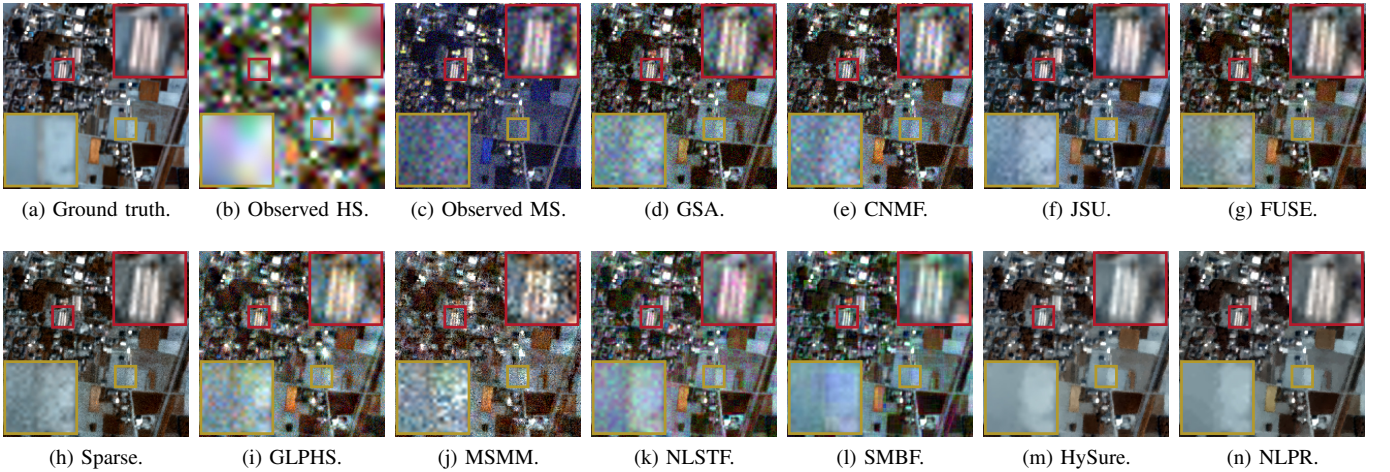 (a) Ground truth.
(b) Observed HS.
(c) Observed MS.
(d) GSA.
(e) CNMF.
(f) JSU.
(g) FUSE.
(h) Sparse.
(i) GLPHS.
(j) MSMM.
(k) NLSTF.
(l) SMBF.
(m) HySure.
(n) NLPR.